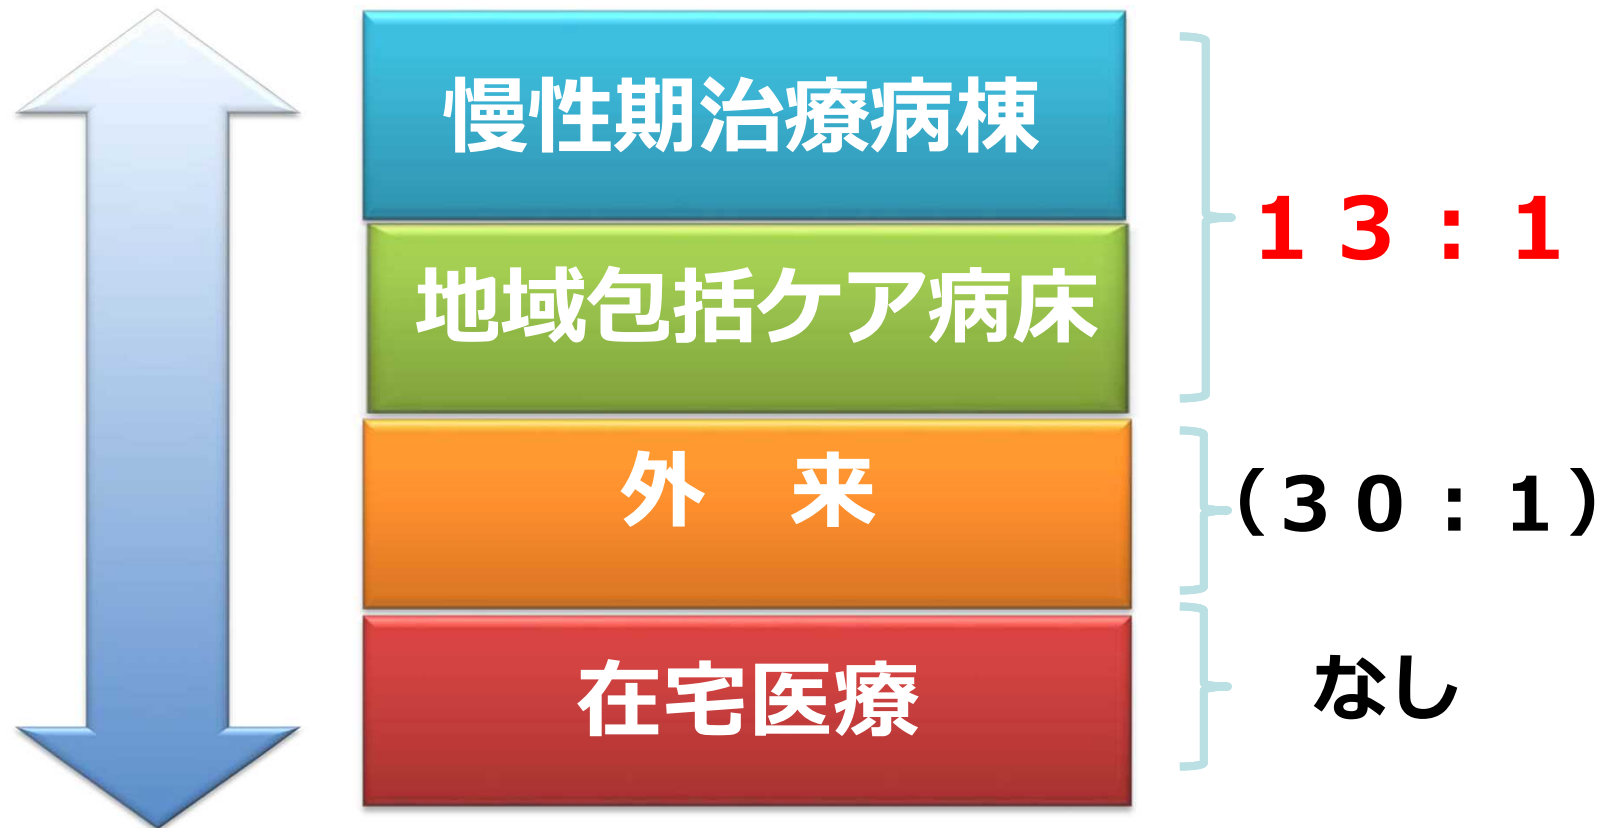 慢性期治療病棟
地域包括ケア病床
１３：１
外　来
（３０：１）
在宅医療
なし